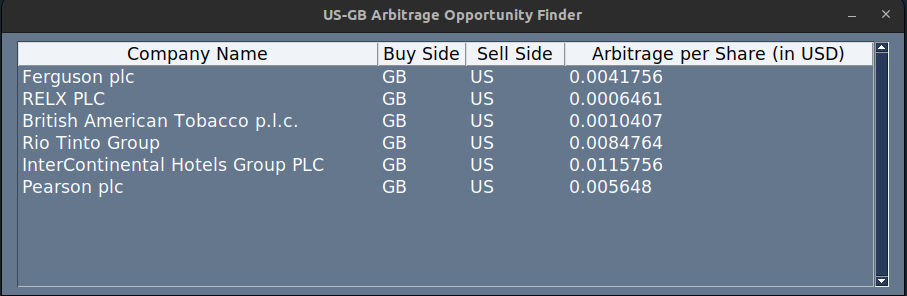 US-GB Arbitrage Opportunity Finder
Company Name Buy Side Sell Side Arbitrage per Share (in USD)
Ferguson plc GB US 0.0041756
RELX PLC GB US 0.0006461
British American Tobacco p.l.c. GB US 0.0010407
Rio Tinto Group GB US 0.0084764
InterContinental Hotels Group PLC GB US 0.0115756
Pearson plc GB US 0.005648